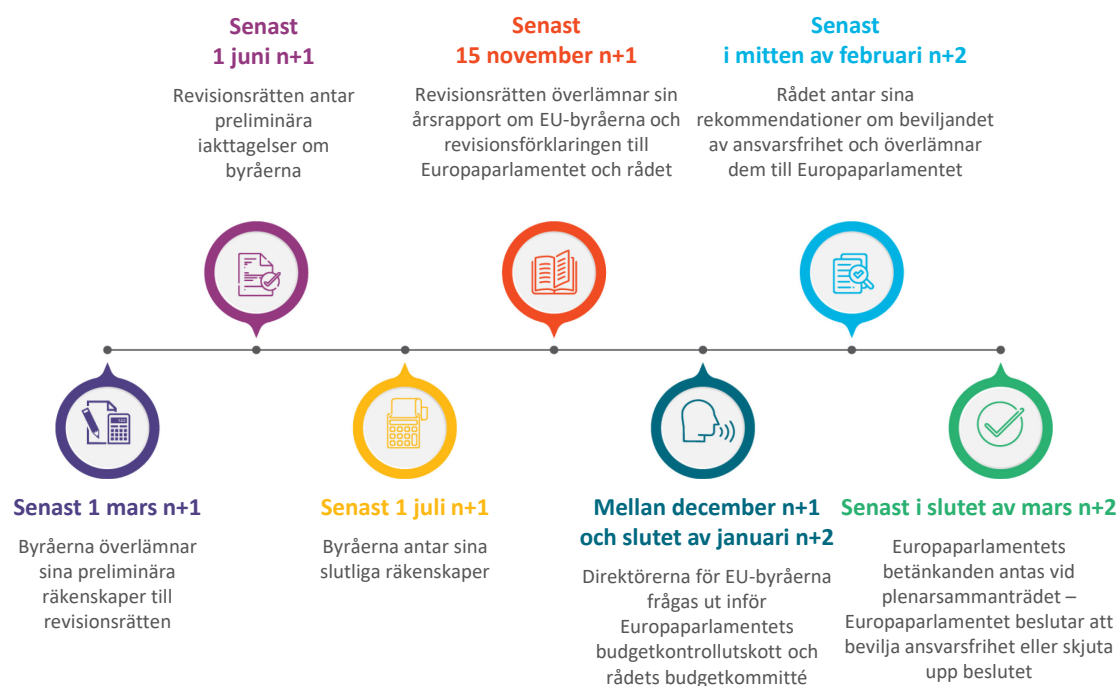 Senast
1 juni n+1
Revisionsrätten antar
preliminära
iakttagelser om
byråerna
Senast
15 november n+1
Revisionsrätten överlämnar sin
årsrapport om EU-byråerna och
revisionsförklaringen till
Europaparlamentet och rådet
Senast
i mitten av februari n+2
Rådet antar sina
rekommendationer om beviljandet
av ansvarsfrihet och överlämnar
dem till Europaparlamentet
Senast 1 mars n+1
Byråerna överlämnar
sina preliminära
räkenskaper till
revisionsrätten
Senast 1 juli n+1
Byråerna antar sina
slutliga räkenskaper
Mellan december n+1
och slutet av januari n+2
Direktörerna för EU-byråerna
frågas ut inför
Europaparlamentets
budgetkontrollutskott och
rådets budgetkommitté
Senast i slutet av mars n+2
Europaparlamentets
betänkanden antas vid
plenarsammanträdet –
Europaparlamentet beslutar att
bevilja ansvarsfrihet eller skjuta
upp beslutet